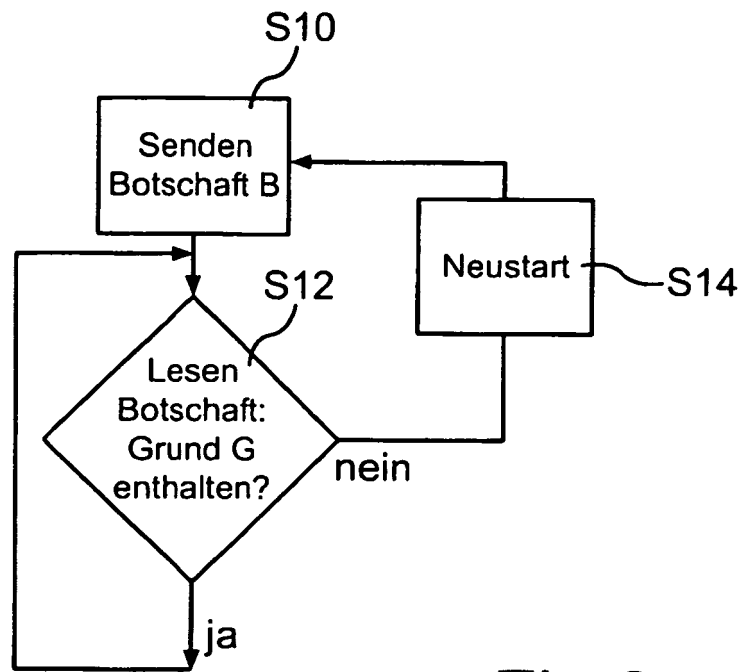 S10
Senden
Botschaft B
Neustart
S14
S12
Lesen
Botschaft:
Grund G
enthalten?
nein
ja